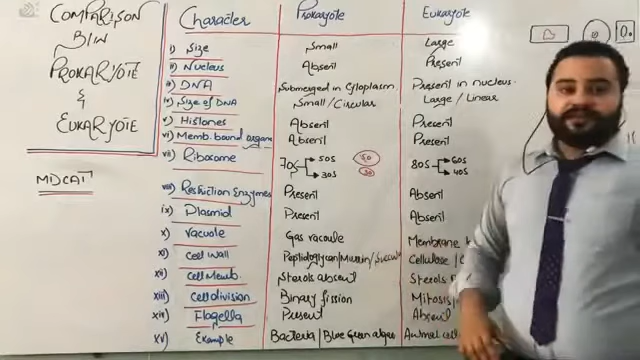 COMPARISON
B/W
PROKARYOTE
&
EUKARYOTE
MDCAT
Character Prokaryote Eukaryote
i) Size Small Large
ii) Nucleus Absent Present
iii) DNA Submerged in Cytoplasm Present in nucleus.
iv) Size of DNA Small/Circular Large/Linear
v) Histones Absent Present
vi) Memb. bound organe Absent Present
vii) Ribosome 70s 50S 30S 50 30 80S 60S 40S
viii) Restriction Enzymes Present Absent
ix) Plasmid Present Absent
x) Vacuole Gas vacuole Membrane
xi) Cell wall Peptidoglycan/Murein/ Cellulose/
xii) Cell Memb. Sterols absent Sterols
xiii) Cell division Binary fission Mitosis/
xiv) Flagella Present Absent
xv) Example Bacteria/Blue Green algae Animal cell